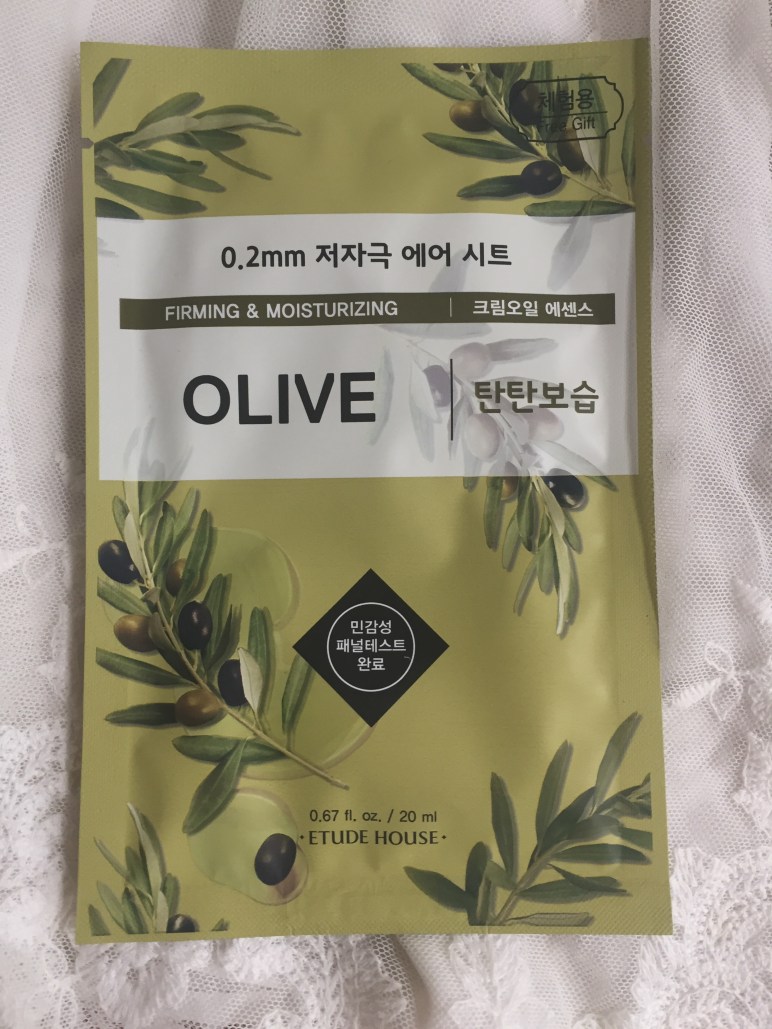 체험용
Free Gift
0.2mm 저자극 에어 시트
FIRMING & MOISTURIZING | 크림오일 에센스
OLIVE | 탄탄보습
민감성
패널테스트
완료
0.67 fl. oz. / 20 ml
·ETUDE HOUSE·